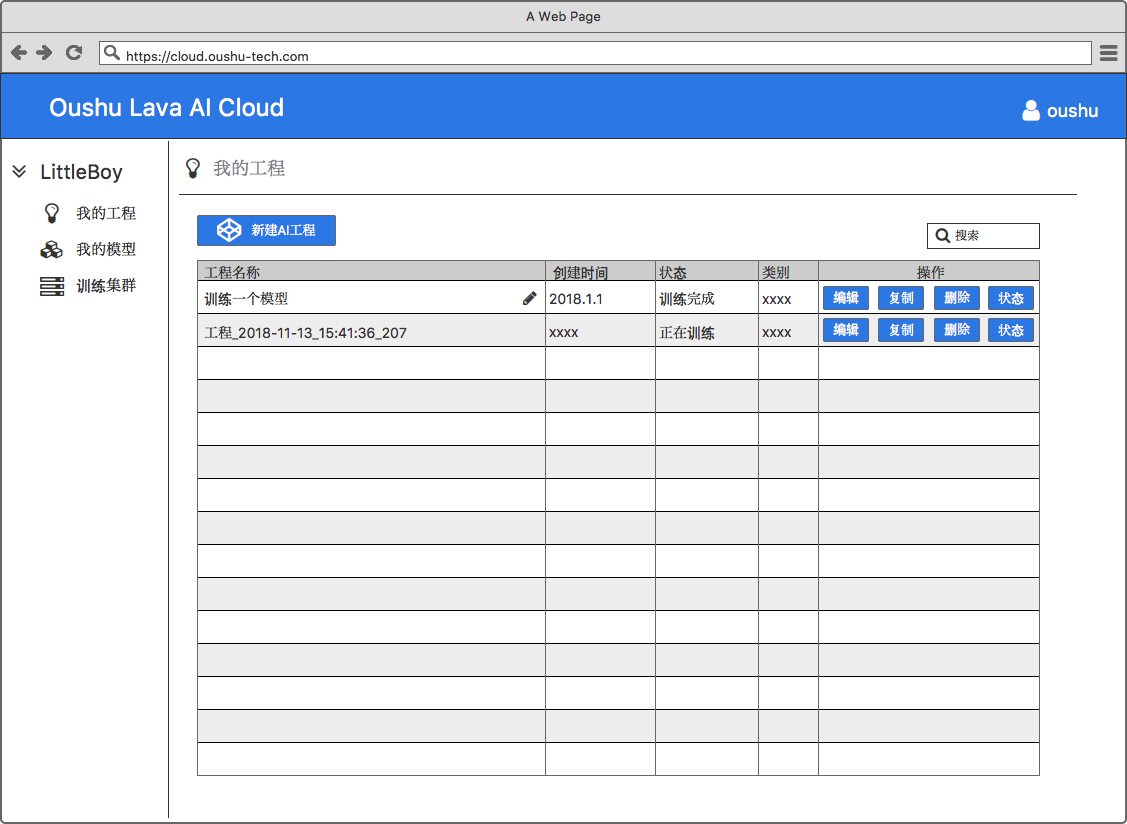 A Web Page
https://cloud.oushu-tech.com
Oushu Lava AI Cloud
oushu
LittleBoy
我的工程
我的模型
训练集群
我的工程
新建AI工程
搜索
工程名称 创建时间 状态 类别 操作
训练一个模型 2018.1.1 训练完成 xxxx 编辑 复制 删除 状态
工程_2018-11-13_15:41:36_207 xxxx 正在训练 xxxx 编辑 复制 删除 状态